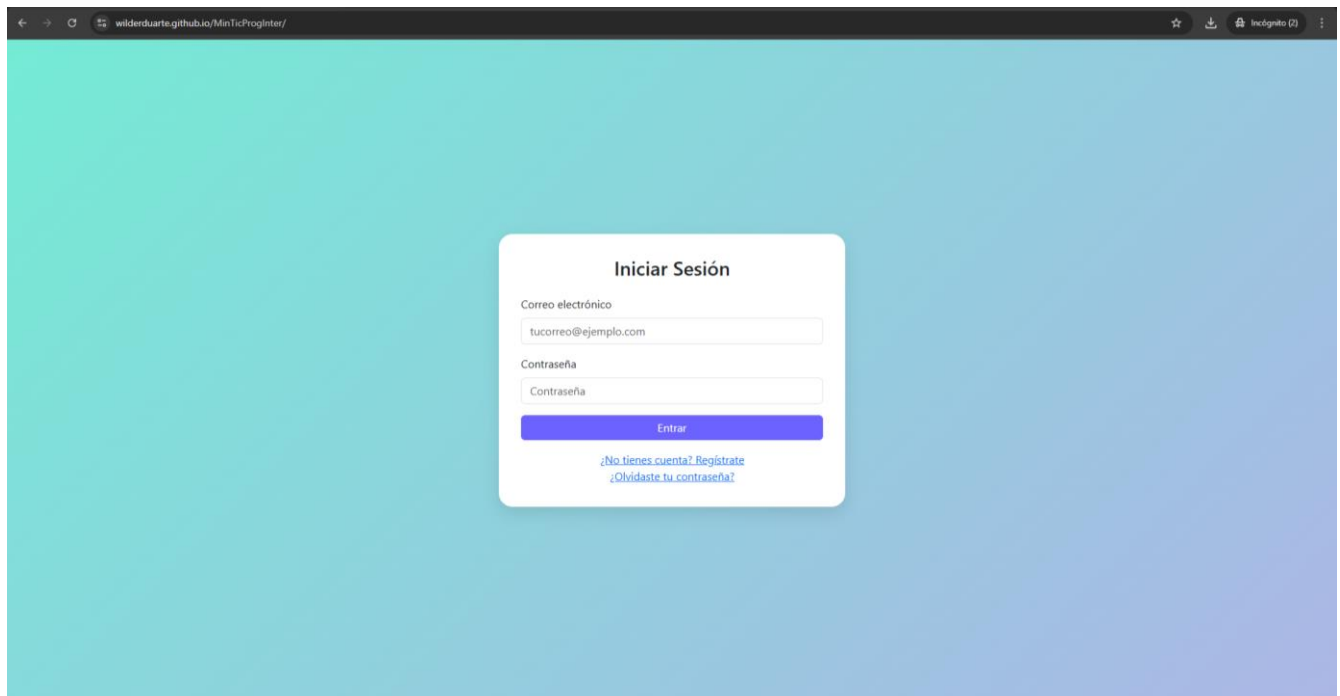 wilderduarte.github.io/MinTicProgInter/
Incógnito (2)
Iniciar Sesión
Correo electrónico
tucorreo@ejemplo.com
Contraseña
Contraseña
Entrar
¿No tienes cuenta? Regístrate
¿Olvidaste tu contraseña?